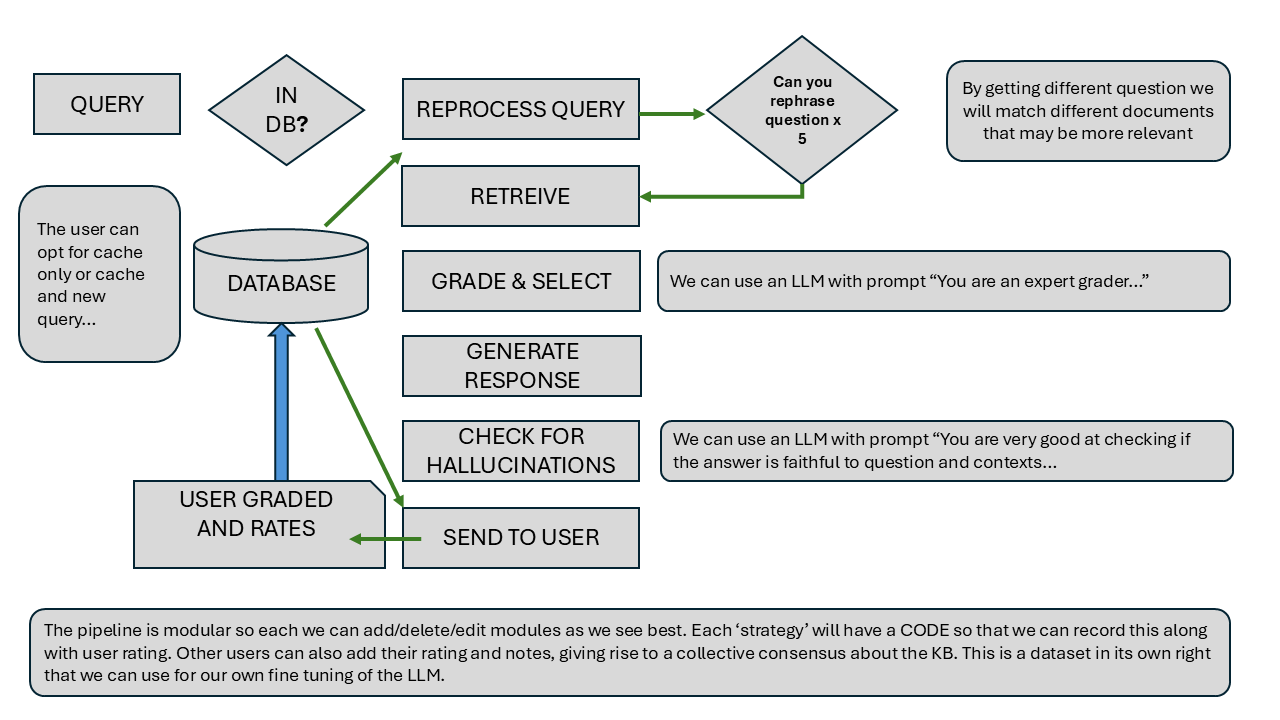 QUERY
IN
DB?
REPROCESS QUERY
Can you
rephrase
question x
5
By getting different question we
will match different documents
that may be more relevant
RETREIVE
The user can
opt for cache
only or cache
and new
query...
DATABASE
GRADE & SELECT
We can use an LLM with prompt “You are an expert grader...”
GENERATE
RESPONSE
CHECK FOR
HALLUCINATIONS
We can use an LLM with prompt “You are very good at checking if
the answer is faithful to question and contexts...
USER GRADED
AND RATES
SEND TO USER
The pipeline is modular so each we can add/delete/edit modules as we see best. Each ‘strategy’ will have a CODE so that we can record this along
with user rating. Other users can also add their rating and notes, giving rise to a collective consensus about the KB. This is a dataset in its own right
that we can use for our own fine tuning of the LLM.